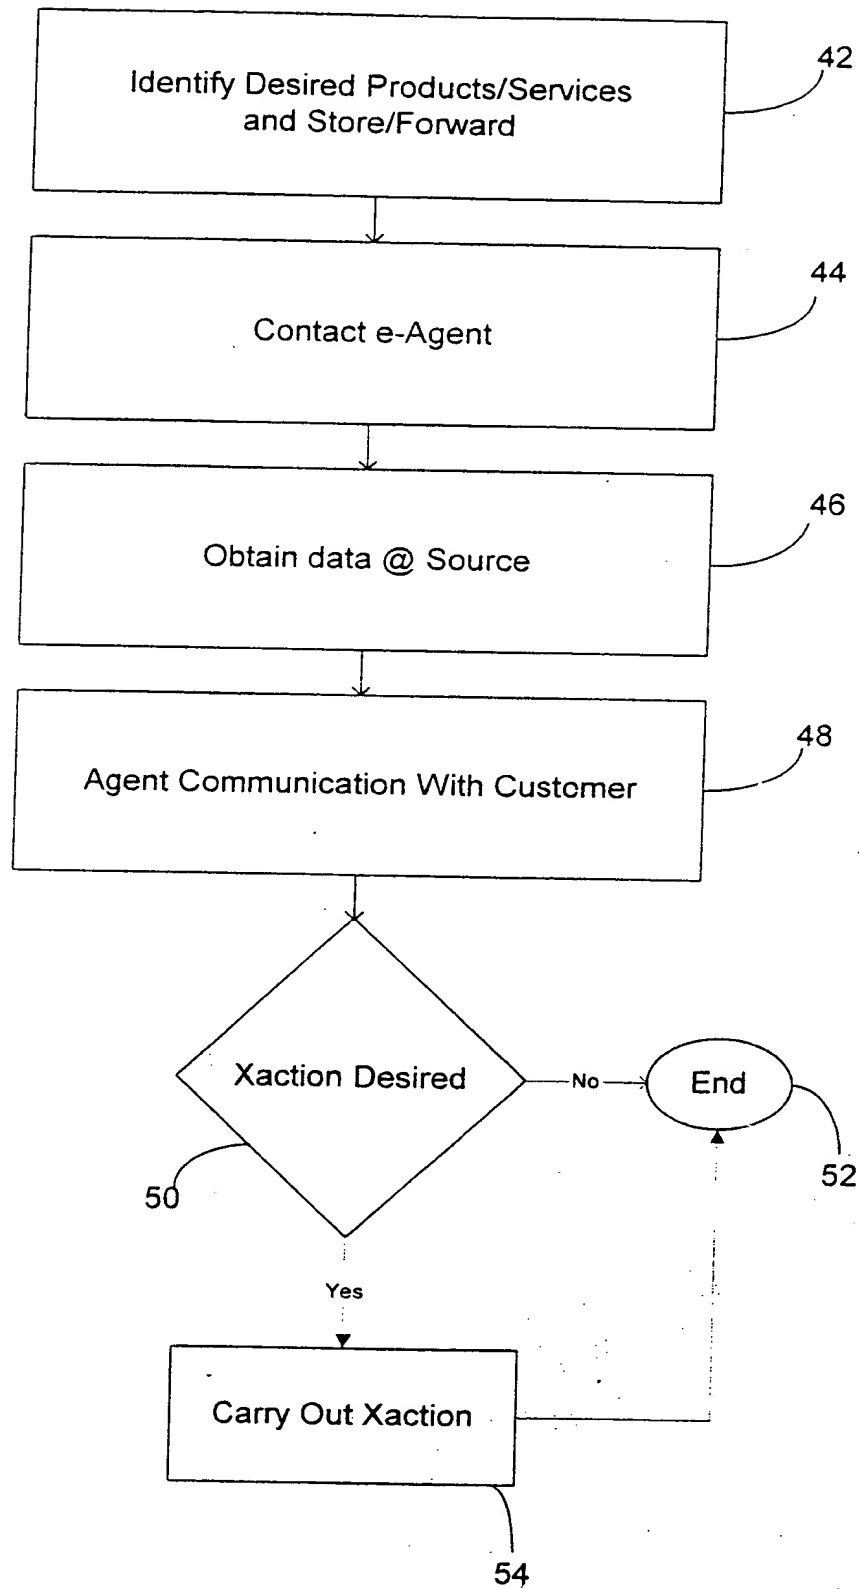 Identify Desired Products/Services
and Store/Forward
42
Contact e-Agent
44
Obtain data @ Source
46
Agent Communication With Customer
48
Xaction Desired
No
End
50
52
Yes
Carry Out Xaction
54